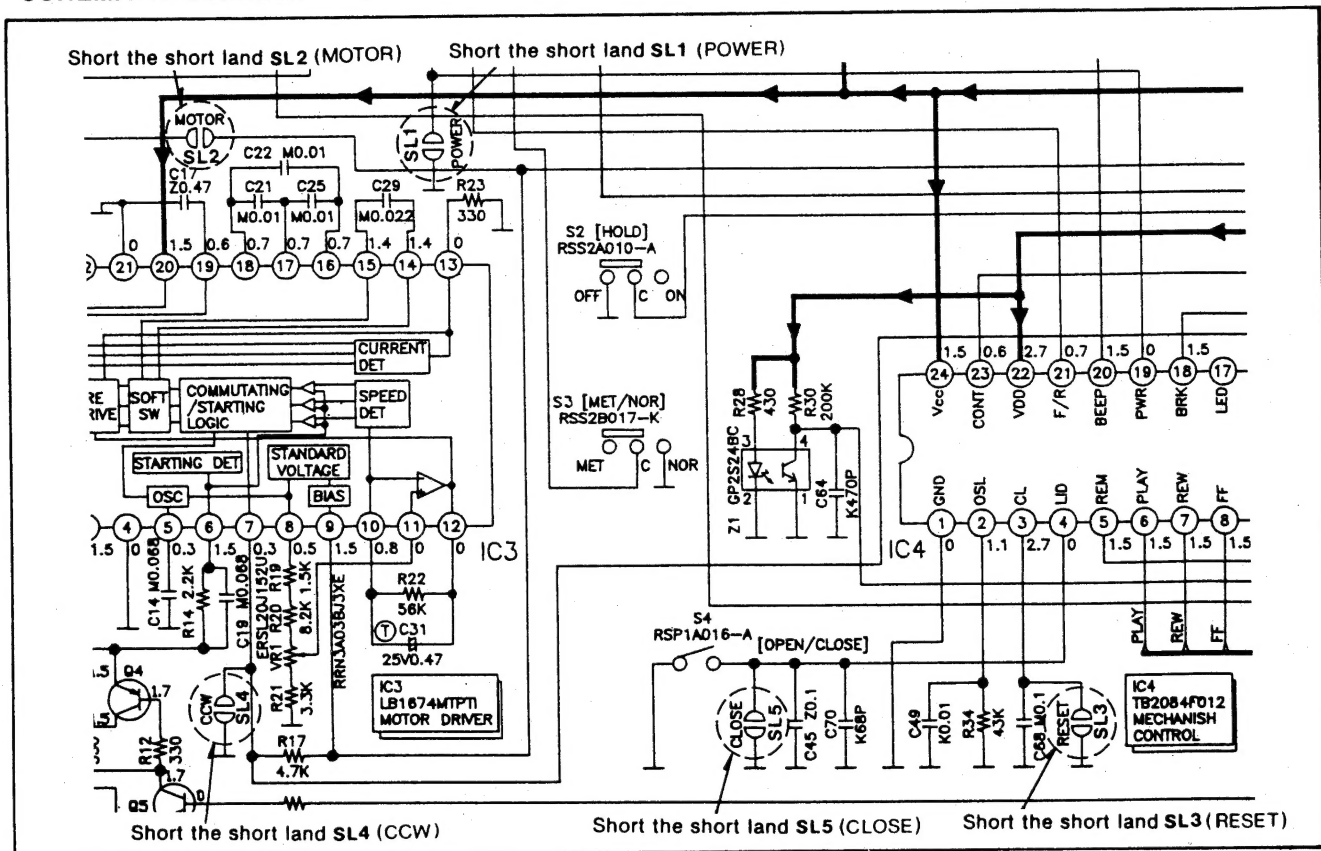 Short the short land SL2 (MOTOR)
Short the short land SL1 (POWER)
MOTOR
SL2
SL1
POWER
C17
Z0.47
C22 M0.01
C21
M0.01
C25
M0.01
C29
M0.022
R23
330
0
1.5
0.6
0.7
0.7
0.7
1.4
1.4
0
21
20
19
18
17
16
15
14
13
S2 [HOLD]
RSS2A010-A
OFF C ON
CURRENT
DET
SOFT
SW
COMMUTATING
/STARTING
LOGIC
SPEED
DET
STARTING DET
STANDARD
VOLTAGE
OSC
BIAS
S3 [MET/NOR]
RSS2B017-K
MET C NOR
4
5
6
7
8
9
10
11
12
IC3
1.5
0
0.3
1.5
0.3
0.5
1.5
0.8
0
0
C14 M0.068
R14 2.2K
C19 M0.068
ERSL20J152U
VR1
R20 8.2K
R19 1.5K
R21
3.3K
RRN3A03BJ3XE
R22
56K
T C31
25V0.47
CCW
SL4
IC3
LB1674MTPTI
MOTOR DRIVER
R17
4.7K
Q4
1.7
R12
330
1.7
Q5
0
R28
430
R30
200K
Z1 GP2S24BC
3
4
2
1
C64
K470P
1.5
0.6
2.7
0.7
1.5
0
1.5
24
23
22
21
20
19
18
17
Vcc
CONT
VDD
F/R
BEEP
PWR
BRK
LED
GND
OSL
CL
LID
REM
PLAY
REW
FF
1
2
3
4
5
6
7
8
IC4
0
1.1
2.7
0
1.5
1.5
1.5
1.5
PLAY
REW
FF
S4
RSP1A016-A
[OPEN/CLOSE]
CLOSE
SL5
C45 Z0.1
C70
K68P
C49
K0.01
R34
43K
C68 M0.1
RESET
SL3
IC4
TB2084F012
MECHANISH
CONTROL
Short the short land SL4 (CCW)
Short the short land SL5 (CLOSE)
Short the short land SL3 (RESET)